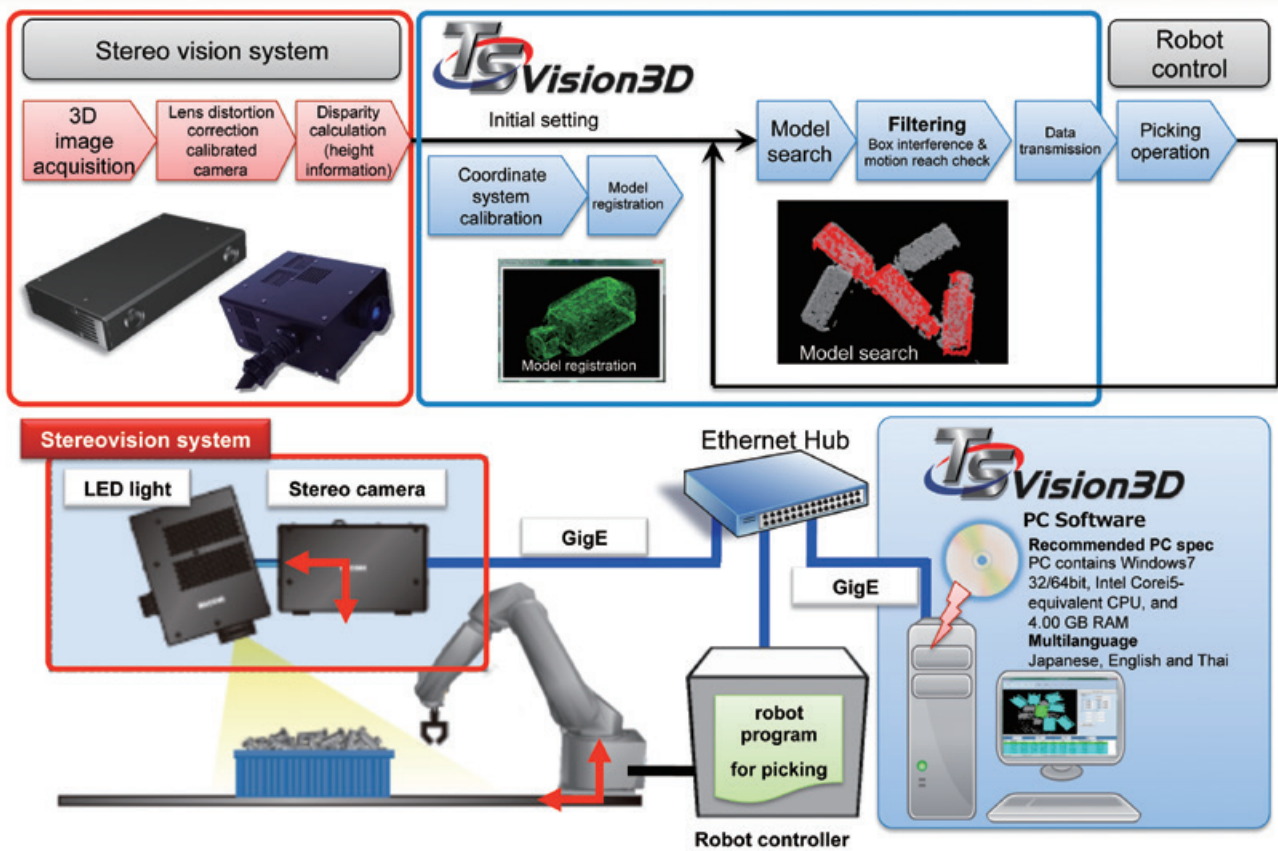 Stereo vision system
3D
image
acquisition
Lens distortion
correction
calibrated
camera
Disparity
calculation
(height
information)
TS Vision3D
Initial setting
Coordinate
system
calibration
Model
registration
Model registration
Model
search
Filtering
Box interference &
motion reach check
Data
transmission
Model search
Robot
control
Picking
operation
Stereovision system
LED light
Stereo camera
GigE
Ethernet Hub
GigE
robot
program
for picking
Robot controller
TS Vision3D
PC Software
Recommended PC spec
PC contains Windows7
32/64bit, Intel Corei5-
equivalent CPU, and
4.00 GB RAM
Multilanguage
Japanese, English and Thai